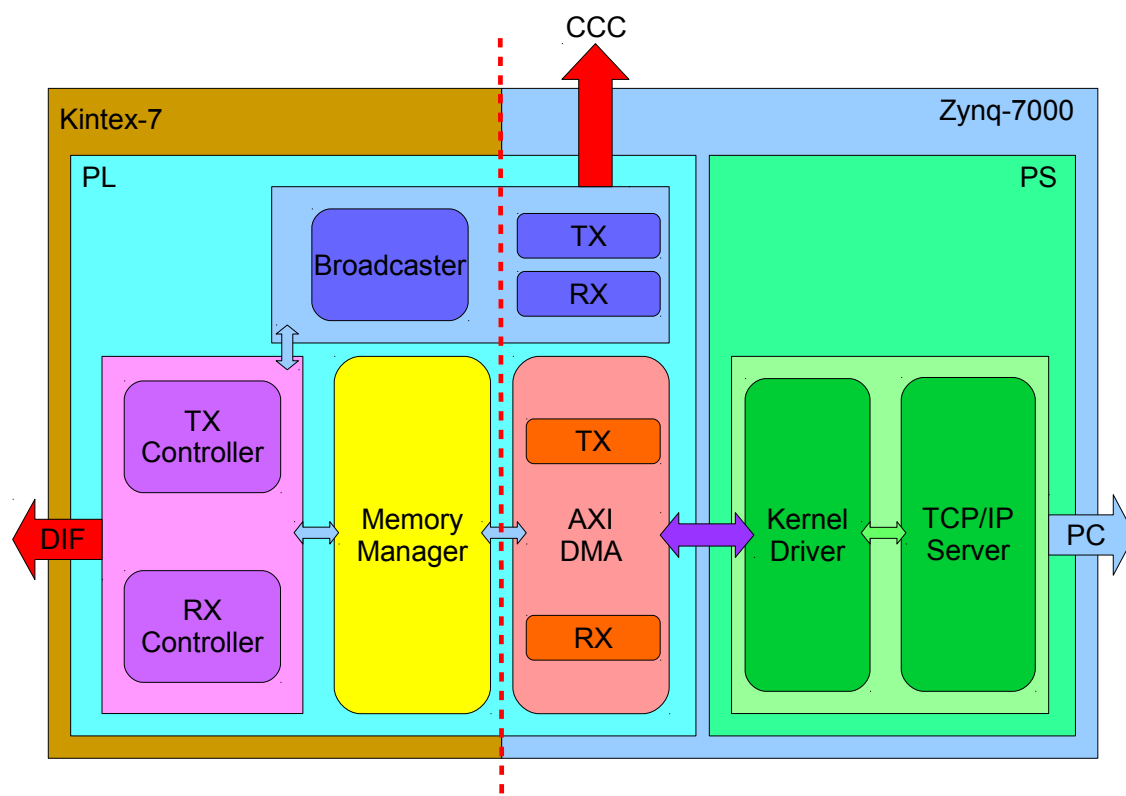 CCC
Kintex-7
Zynq-7000
PL
PS
Broadcaster
TX
RX
TX
Controller
RX
Controller
Memory
Manager
TX
AXI
DMA
RX
Kernel
Driver
TCP/IP
Server
DIF
PC